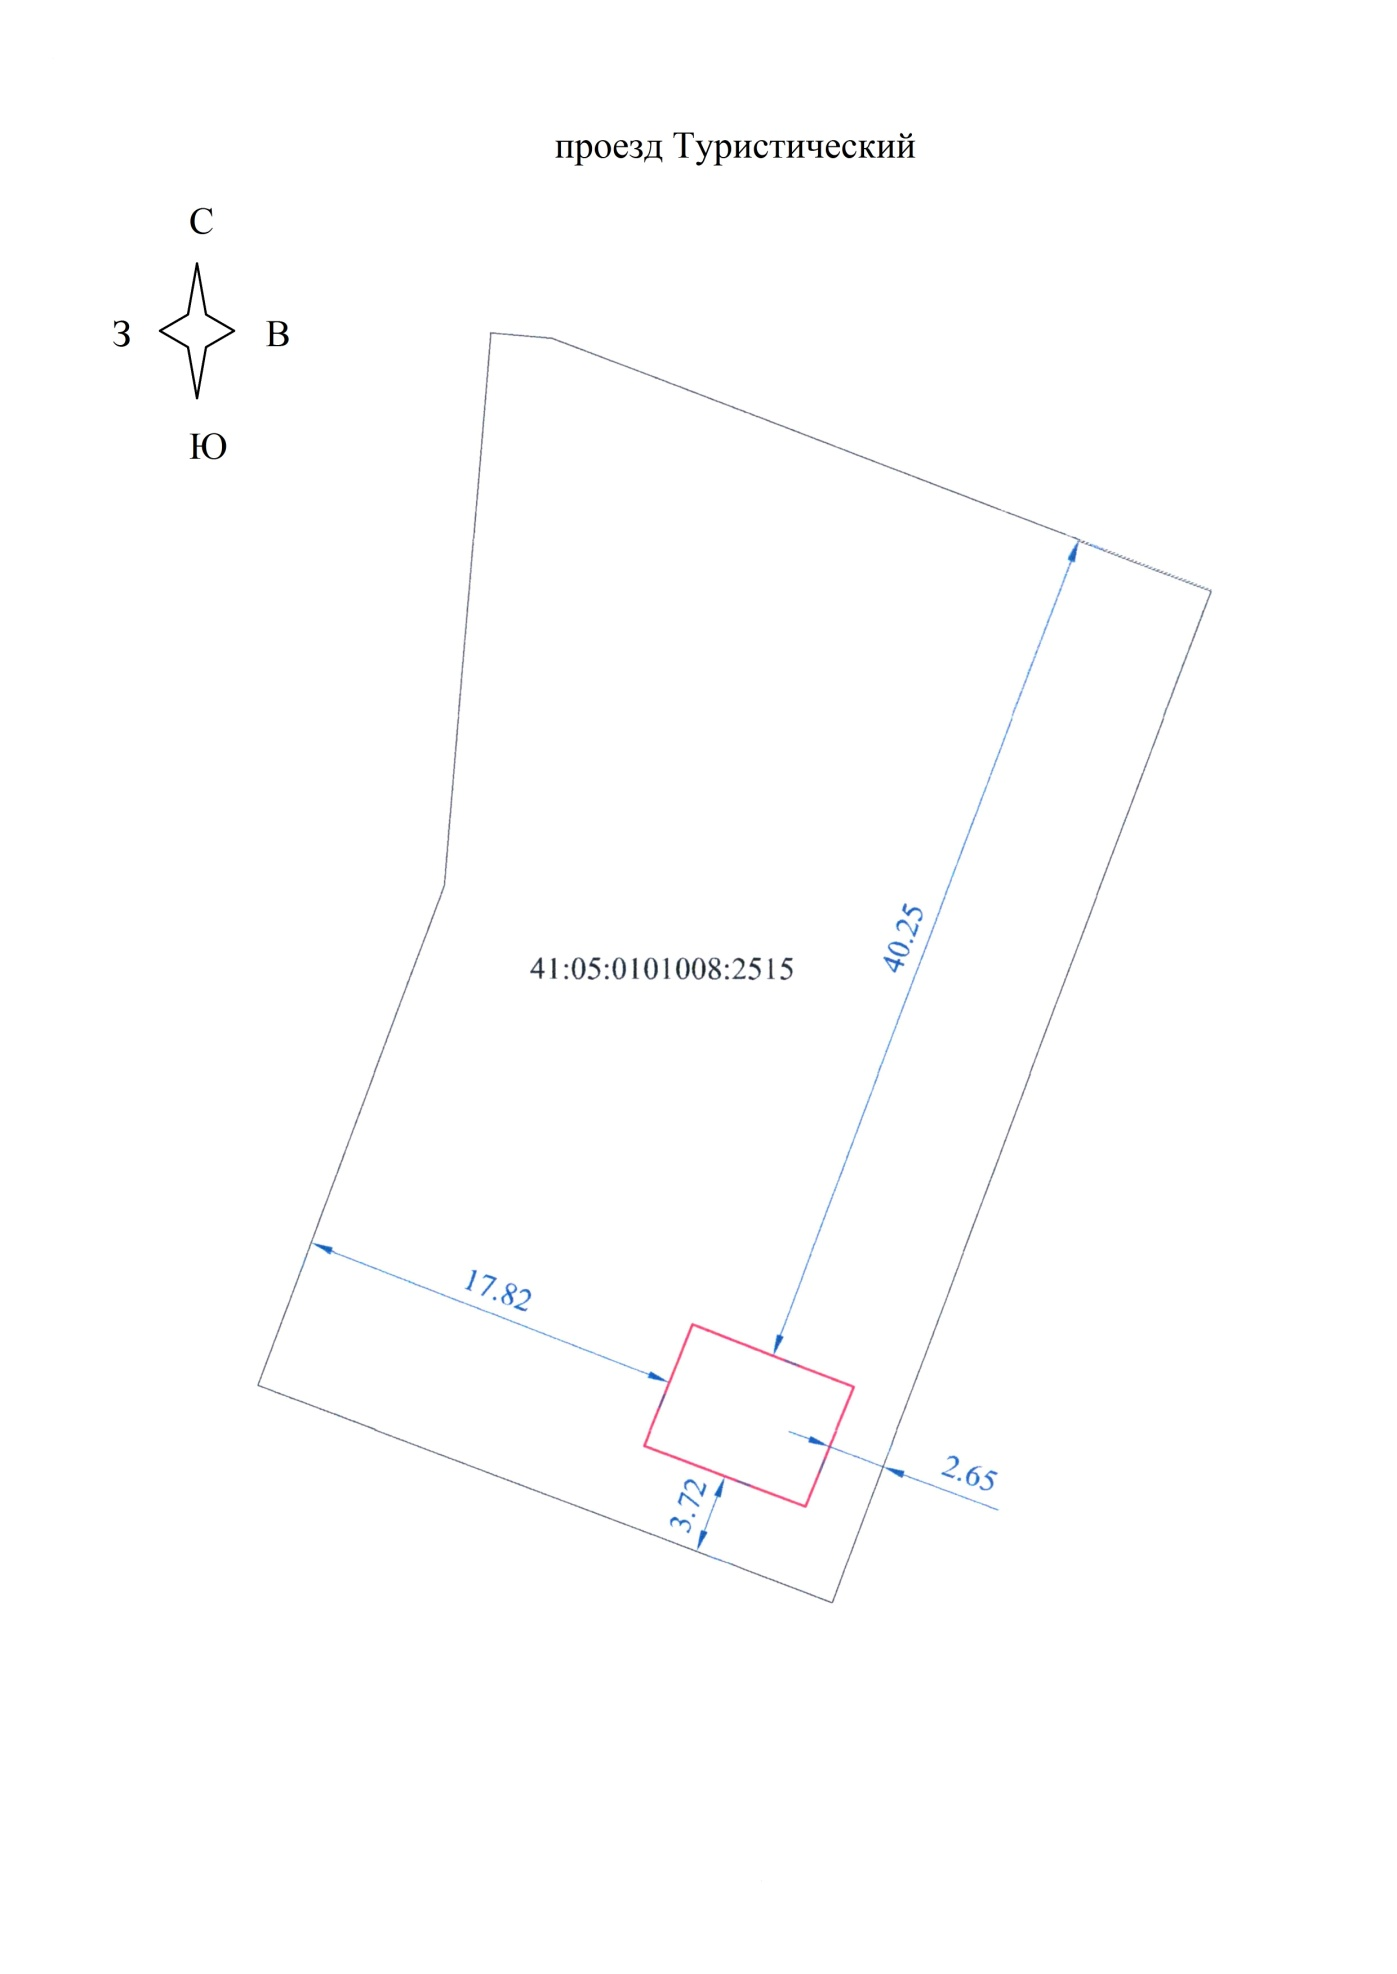 проезд Туристический
С
З
В
Ю
40.25
41:05:0101008:2515
17.82
2.65
3.72